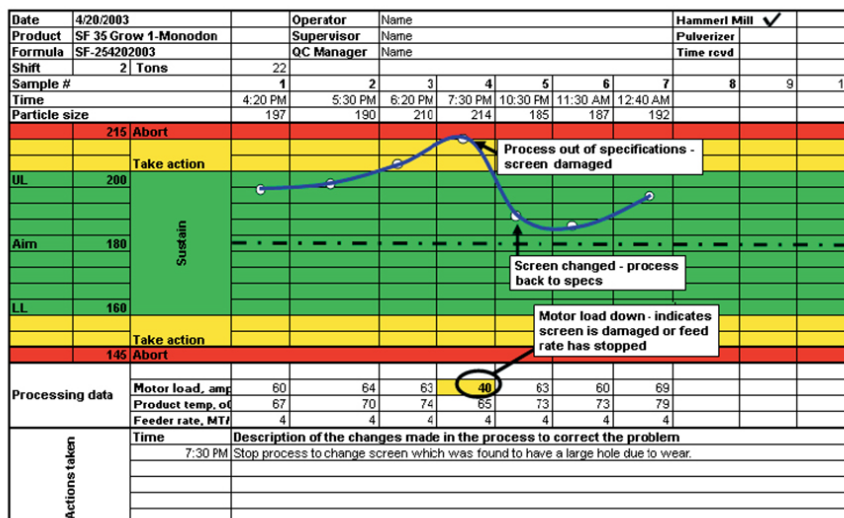 Date 4/20/2003 Operator Name Hammerl Mill ✓
Product SF 35 Grow 1-Monodon Supervisor Name Pulverizer
Formula SF-254202003 QC Manager Name Time rcvd
Shift 2 Tons 22
Sample # 1 2 3 4 5 6 7 8 9 1
Time 4:20 PM 5:30 PM 6:20 PM 7:30 PM 10:30 PM 11:30 AM 12:40 AM
Particle size 197 190 210 214 185 187 192
215 Abort
Process out of specifications -
screen damaged
Take action
UL 200
Sustain
Aim 180
Screen changed - process
back to specs
LL 160
Motor load down - indicates
screen is damaged or feed
rate has stopped
Take action
145 Abort
Processing data
Motor load, amp 60 64 63 40 63 60 69
Product temp, o 67 70 74 65 73 73 79
Feeder rate, MT/ 4 4 4 4 4 4 4
Actions taken
Time Description of the changes made in the process to correct the problem
7:30 PM Stop process to change screen which was found to have a large hole due to wear.